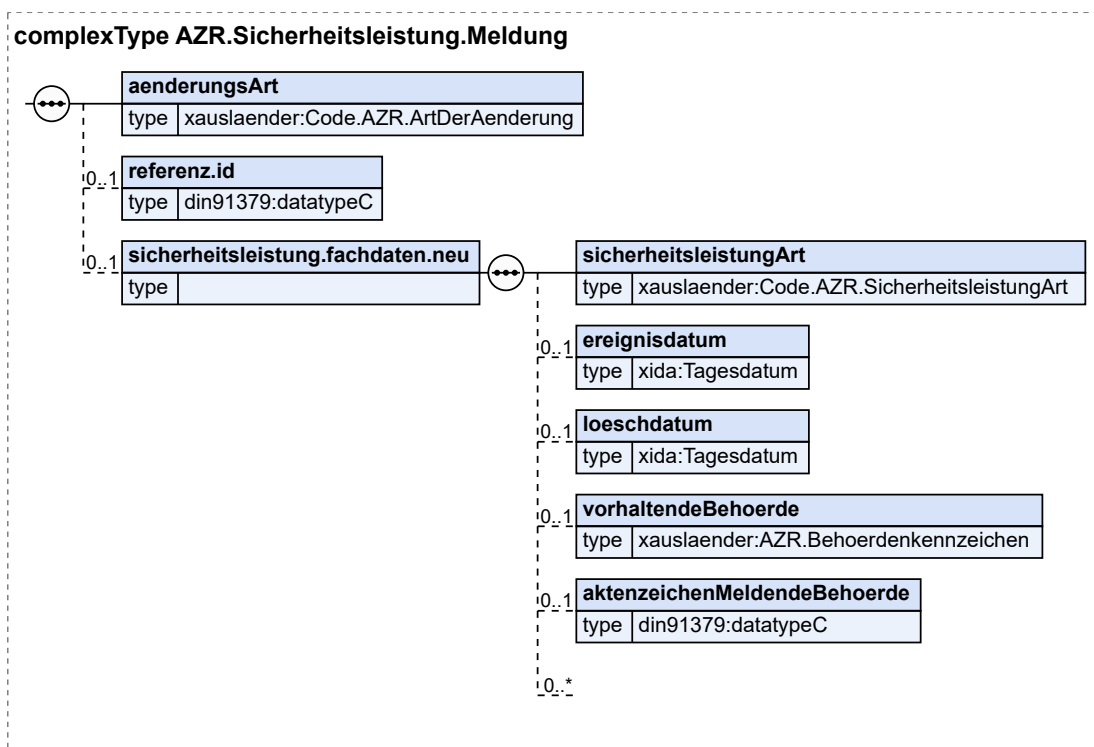 complexType AZR.Sicherheitsleistung.Meldung
aenderungsArt
type xauslaender:Code.AZR.ArtDerAenderung
0..1 referenz.id
type din91379:datatypeC
0..1 sicherheitsleistung.fachdaten.neu
type
sicherheitsleistungArt
type xauslaender:Code.AZR.SicherheitsleistungArt
0..1 ereignisdatum
type xida:Tagesdatum
0..1 loeschdatum
type xida:Tagesdatum
0..1 vorhaltendeBehoerde
type xauslaender:AZR.Behoerdenkennzeichen
0..1 aktenzeichenMeldendeBehoerde
type din91379:datatypeC
0..*